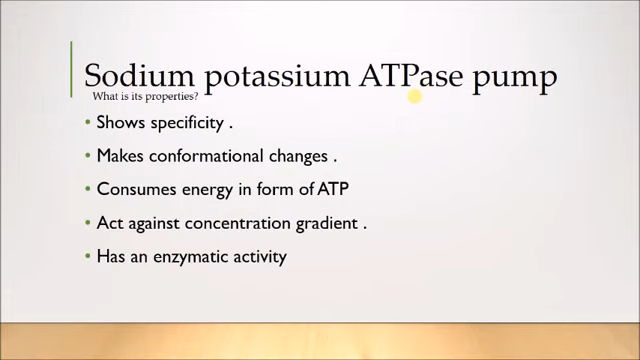 Sodium potassium ATPase pump
What is its properties?
• Shows specificity .
• Makes conformational changes .
• Consumes energy in form of ATP
• Act against concentration gradient .
• Has an enzymatic activity